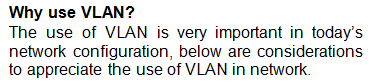 Why use VLAN?
The use of VLAN is very important in today's
network configuration, below are considerations
to appreciate the use of VLAN in network.